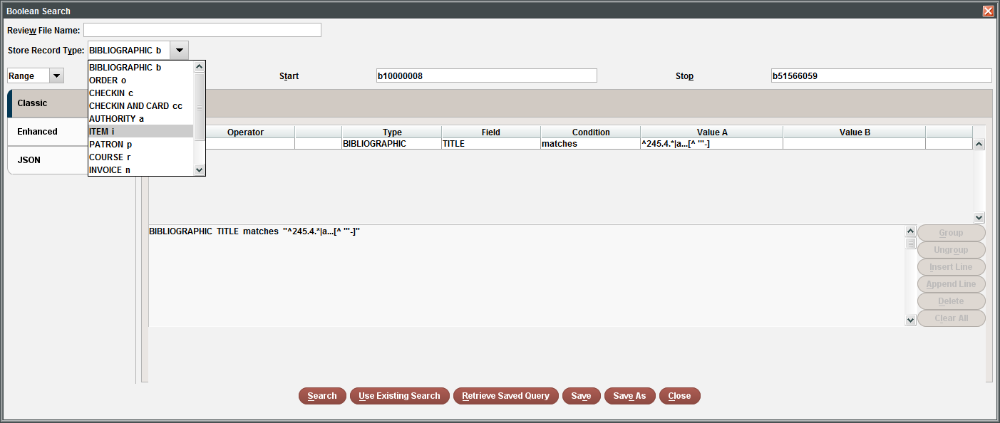 Boolean Search
Review File Name:
Store Record Type: BIBLIOGRAPHIC b
BIBLIOGRAPHIC b
ORDER o
CHECKIN c
CHECKIN AND CARD cc
AUTHORITY a
ITEM i
PATRON p
COURSE r
INVOICE n
Range Start b10000008 Stop b51566059
Classic
Enhanced
JSON
Operator Type Field Condition Value A Value B
BIBLIOGRAPHIC TITLE matches ^245.4.*|a...[^ '"-]
BIBLIOGRAPHIC TITLE matches "^245.4.*|a...[^ '"-]"
Group
Ungroup
Insert Line
Append Line
Delete
Clear All
Search Use Existing Search Retrieve Saved Query Save Save As Close